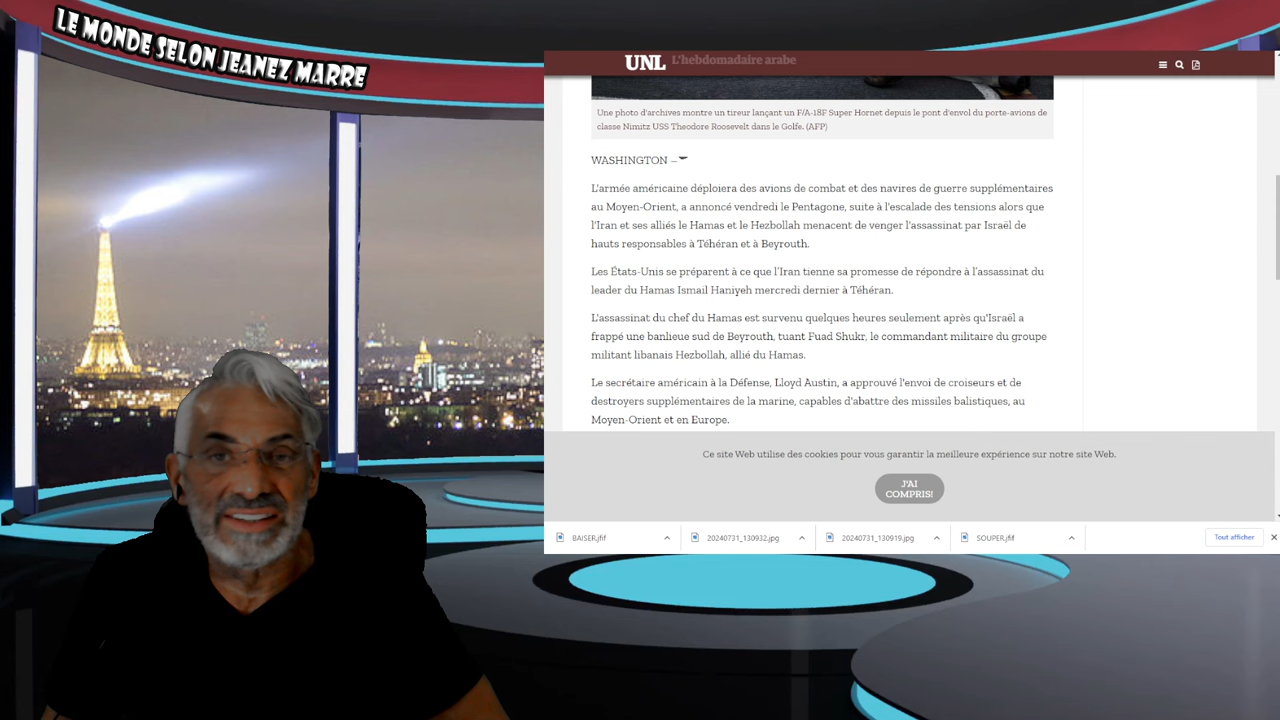 LE MONDE SELON JEANEZ MARRE
UNL L'hebdomadaire arabe
Une photo d'archives montre un tireur lançant un F/A-18F Super Hornet depuis le pont d'envol du porte-avions de
classe Nimitz USS Theodore Roosevelt dans le Golfe. (AFP)
WASHINGTON –
L'armée américaine déploiera des avions de combat et des navires de guerre supplémentaires
au Moyen-Orient, a annoncé vendredi le Pentagone, suite à l'escalade des tensions alors que
l'Iran et ses alliés le Hamas et le Hezbollah menacent de venger l'assassinat par Israël de
hauts responsables à Téhéran et à Beyrouth.
Les États-Unis se préparent à ce que l'Iran tienne sa promesse de répondre à l'assassinat du
leader du Hamas Ismail Haniyeh mercredi dernier à Téhéran.
L'assassinat du chef du Hamas est survenu quelques heures seulement après qu'Israël a
frappé une banlieue sud de Beyrouth, tuant Fuad Shukr, le commandant militaire du groupe
militant libanais Hezbollah, allié du Hamas.
Le secrétaire américain à la Défense, Lloyd Austin, a approuvé l'envoi de croiseurs et de
destroyers supplémentaires de la marine, capables d'abattre des missiles balistiques, au
Moyen-Orient et en Europe.
Ce site Web utilise des cookies pour vous garantir la meilleure expérience sur notre site Web.
J'AI
COMPRIS!
BAISER.jfif
20240731_130932.jpg
20240731_130919.jpg
SOUPER.jfif
Tout afficher